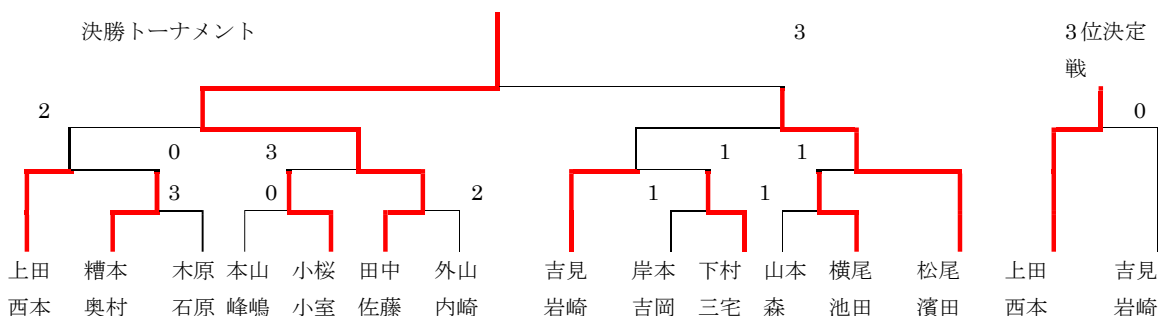 決勝トーナメント 3 3位決定
戦
2 0
0 3 1 1
3 0 2 1 1
上田 糟本 木原 本山 小桜 田中 外山 吉見 岸本 下村 山本 横尾 松尾 上田 吉見
西本 奥村 石原 峰嶋 小室 佐藤 内崎 岩崎 吉岡 三宅 森 池田 濱田 西本 岩崎